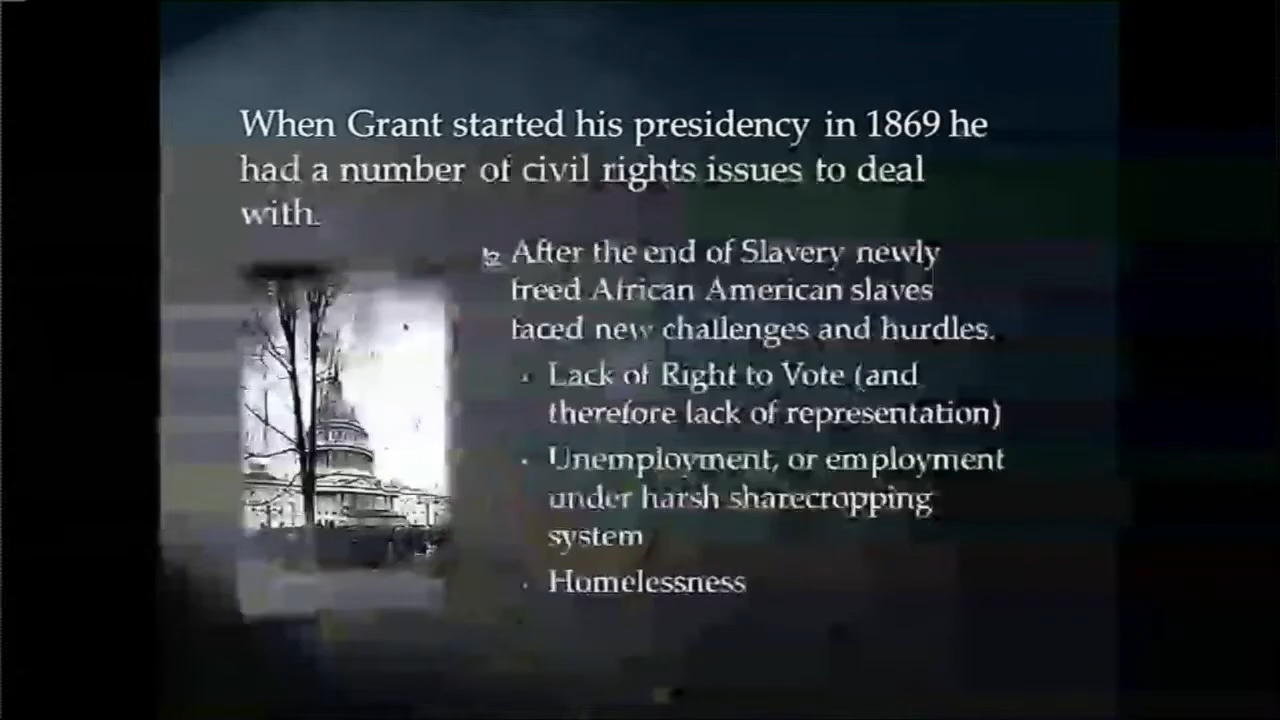 When Grant started his presidency in 1869 he
had a number of civil rights issues to deal
with.
After the end of Slavery newly
freed African American slaves
faced new challenges and hurdles.
Lack of Right to Vote (and
therefore lack of representation)
Unemployment, or employment
under harsh sharecropping
system
Homelessness